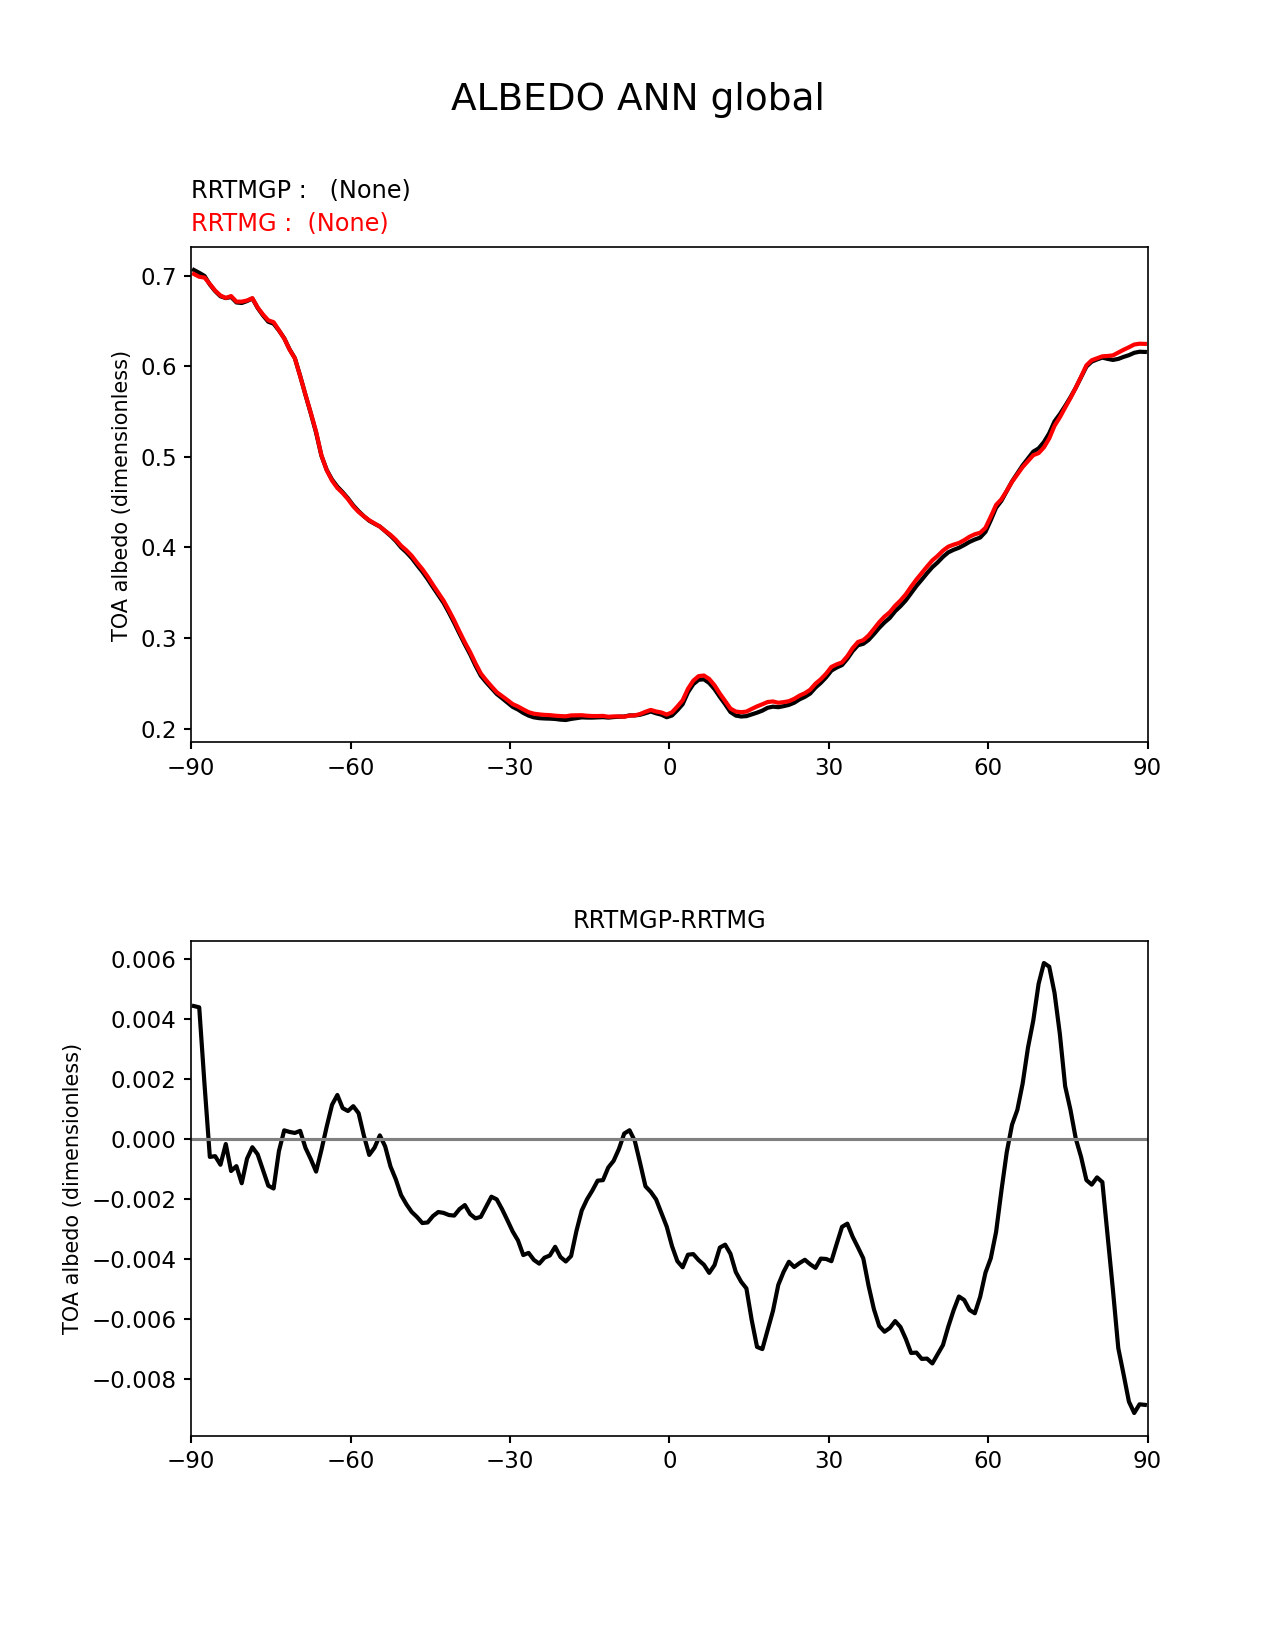 ALBEDO ANN global
RRTMGP :   (None)
RRTMG :  (None)
TOA albedo (dimensionless)
0.7
0.6
0.5
0.4
0.3
0.2
−90 −60 −30 0 30 60 90
RRTMGP-RRTMG
TOA albedo (dimensionless)
0.006
0.004
0.002
0.000
−0.002
−0.004
−0.006
−0.008
−90 −60 −30 0 30 60 90